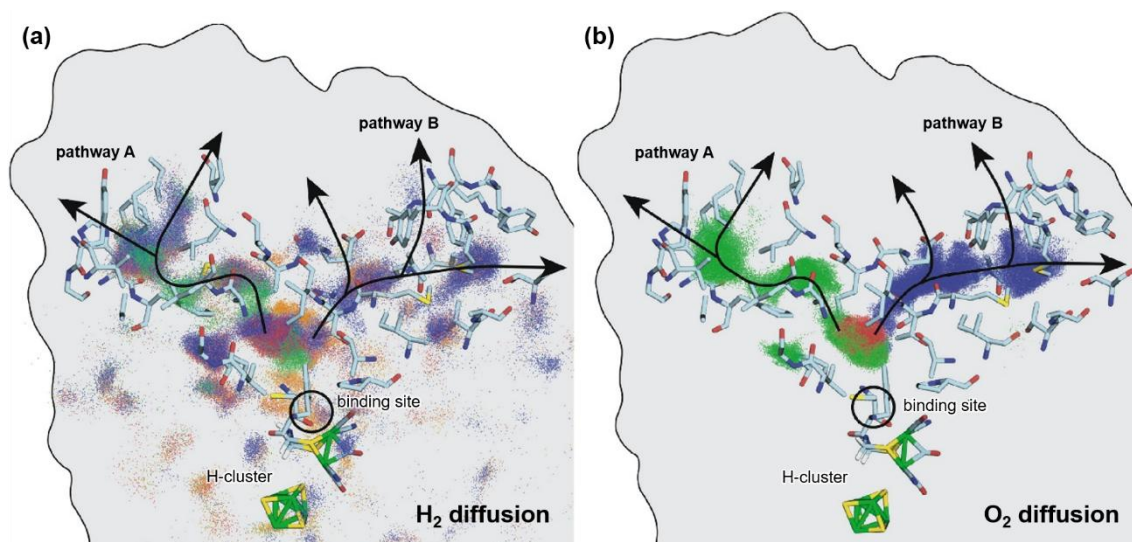 (a)
pathway A
pathway B
binding site
H-cluster
H₂ diffusion
(b)
pathway A
pathway B
binding site
H-cluster
O₂ diffusion